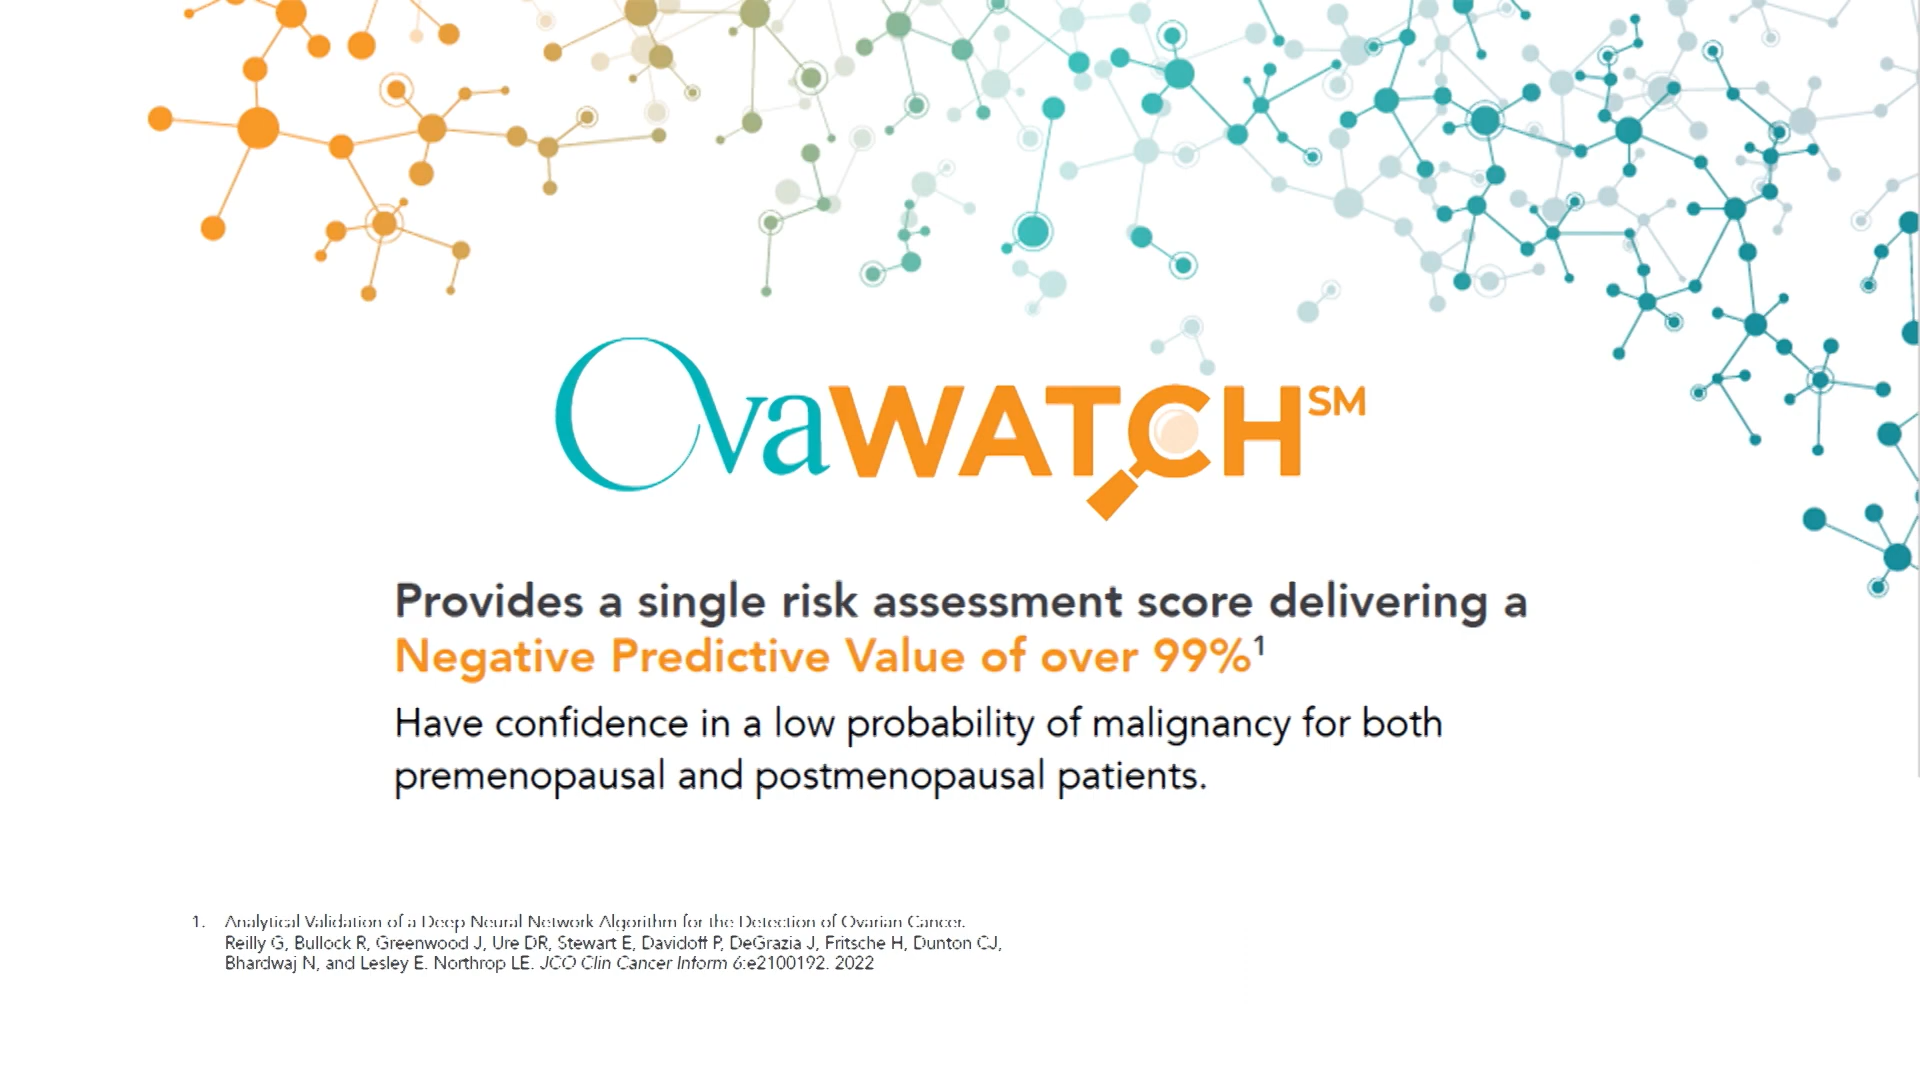 OvaWATCH SM
Provides a single risk assessment score delivering a
Negative Predictive Value of over 99%1
Have confidence in a low probability of malignancy for both
premenopausal and postmenopausal patients.
1. Analytical Validation of a Deep Neural Network Algorithm for the Detection of Ovarian Cancer.
Reilly G, Bullock R, Greenwood J, Ure DR, Stewart E, Davidoff P, DeGrazia J, Fritsche H, Dunton CJ,
Bhardwaj N, and Lesley E. Northrop LE. JCO Clin Cancer Inform 6:e2100192. 2022